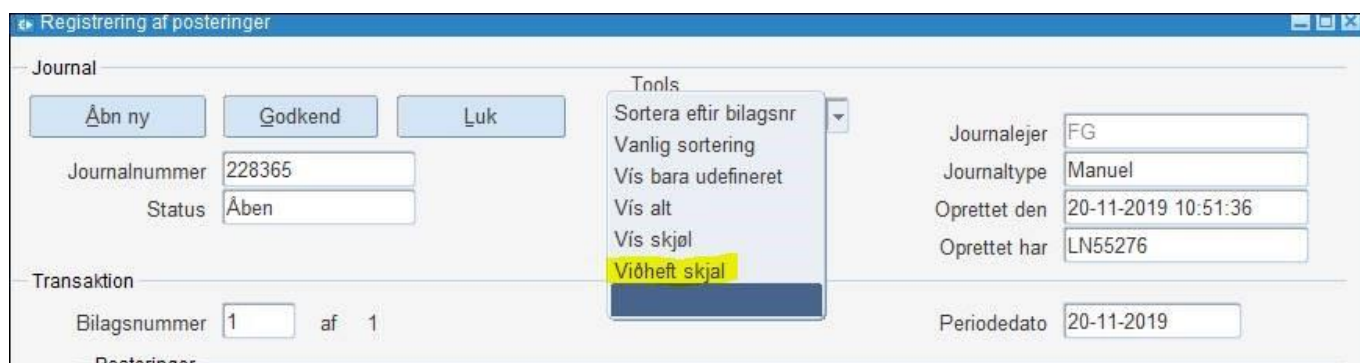 Registrering af posteringer
Journal
Åbn ny
Godkend
Luk
Tools
Sortera eftir bilagsnr
Vanlig sortering
Vís bara udefineret
Vís alt
Vís skjøl
Viðheft skjal
Journalnummer 228365
Status Åben
Journalejer FG
Journaltype Manuel
Oprettet den 20-11-2019 10:51:36
Oprettet har LN55276
Transaktion
Bilagsnummer 1 af 1
Periodedato 20-11-2019
Posteringer